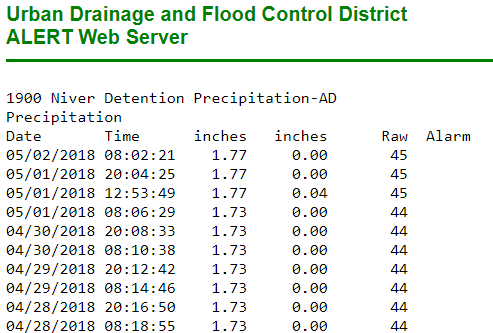 Urban Drainage and Flood Control District
ALERT Web Server
1900 Niver Detention Precipitation-AD
Precipitation
Date Time inches inches Raw Alarm
05/02/2018 08:02:21 1.77 0.00 45
05/01/2018 20:04:25 1.77 0.00 45
05/01/2018 12:53:49 1.77 0.04 45
05/01/2018 08:06:29 1.73 0.00 44
04/30/2018 20:08:33 1.73 0.00 44
04/30/2018 08:10:38 1.73 0.00 44
04/29/2018 20:12:42 1.73 0.00 44
04/29/2018 08:14:46 1.73 0.00 44
04/28/2018 20:16:50 1.73 0.00 44
04/28/2018 08:18:55 1.73 0.00 44